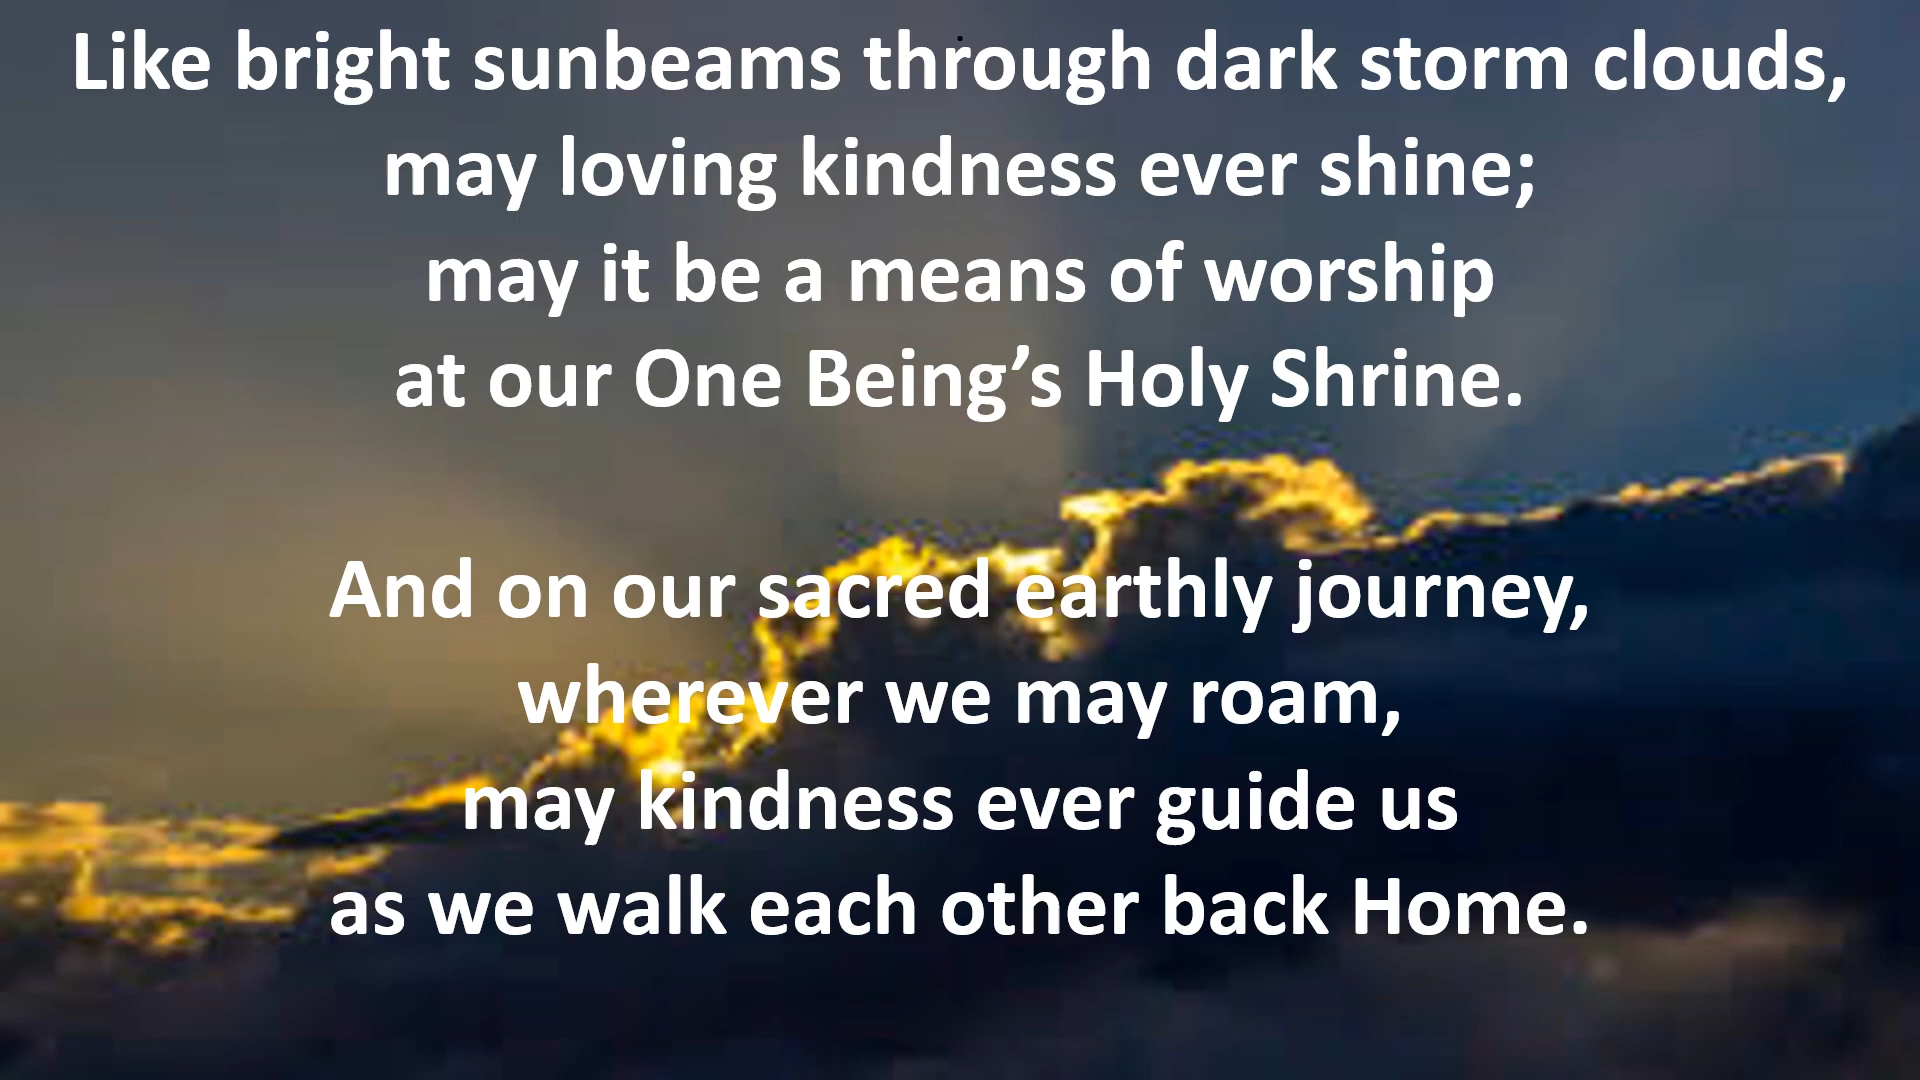 Like bright sunbeams through dark storm clouds,
may loving kindness ever shine;
may it be a means of worship
at our One Being’s Holy Shrine.
And on our sacred earthly journey,
wherever we may roam,
may kindness ever guide us
as we walk each other back Home.